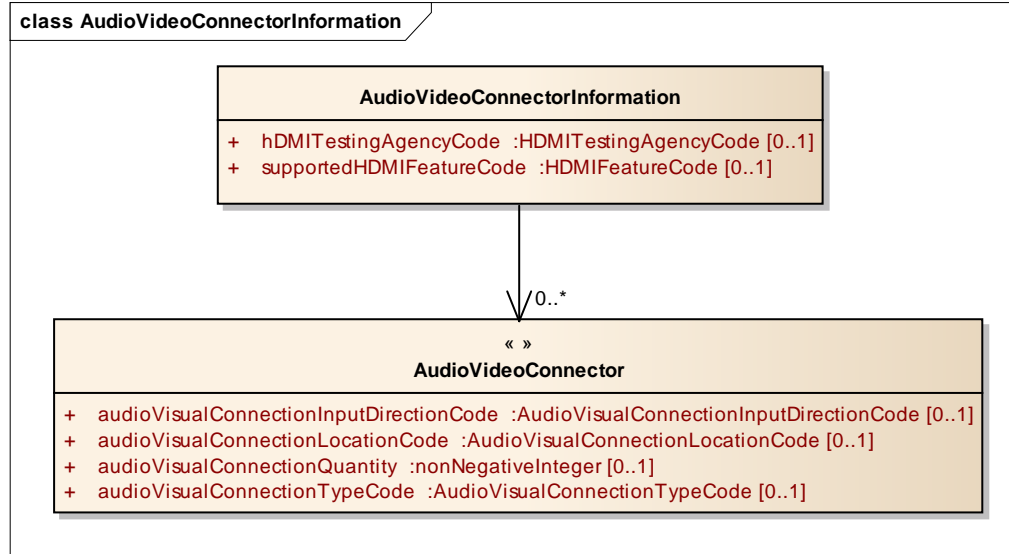 class AudioVideoConnectorInformation
AudioVideoConnectorInformation
+ hDMITestingAgencyCode :HDMITestingAgencyCode [0..1]
+ supportedHDMIFeatureCode :HDMIFeatureCode [0..1]
0..*
« »
AudioVideoConnector
+ audioVisualConnectionInputDirectionCode :AudioVisualConnectionInputDirectionCode [0..1]
+ audioVisualConnectionLocationCode :AudioVisualConnectionLocationCode [0..1]
+ audioVisualConnectionQuantity :nonNegativeInteger [0..1]
+ audioVisualConnectionTypeCode :AudioVisualConnectionTypeCode [0..1]